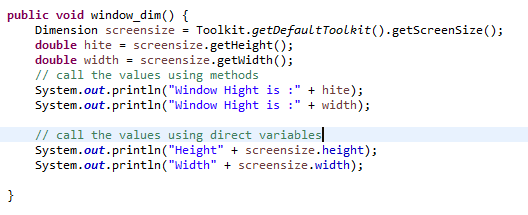 public void window_dim() {
Dimension screensize = Toolkit.getDefaultToolkit().getScreenSize();
double hite = screensize.getHeight();
double width = screensize.getWidth();
// call the values using methods
System.out.println("Window Hight is :" + hite);
System.out.println("Window Hight is :" + width);
// call the values using direct variables
System.out.println("Height" + screensize.height);
System.out.println("Width" + screensize.width);
}